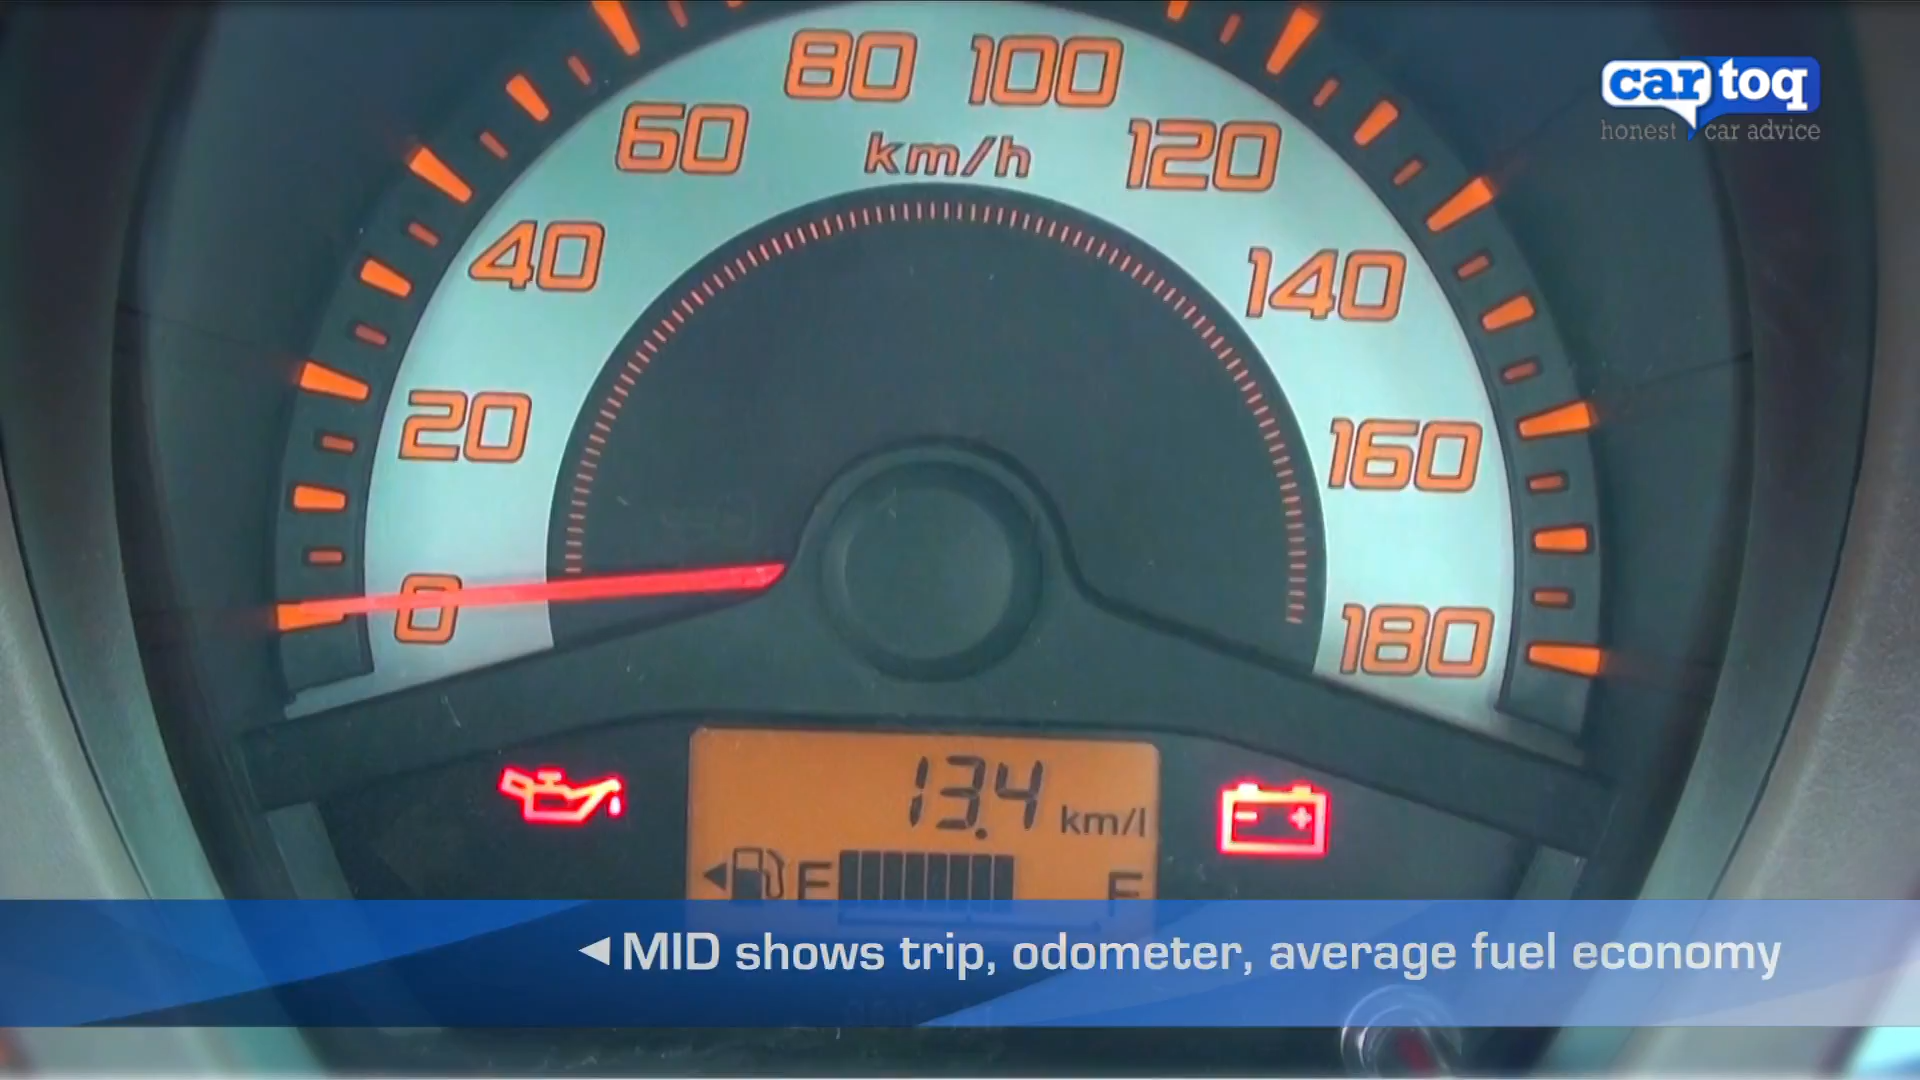 80 100
60 km/h 120
40 140
20 160
0 180
car toq
honest car advice
13.4 km/l
E F
MID shows trip, odometer, average fuel economy